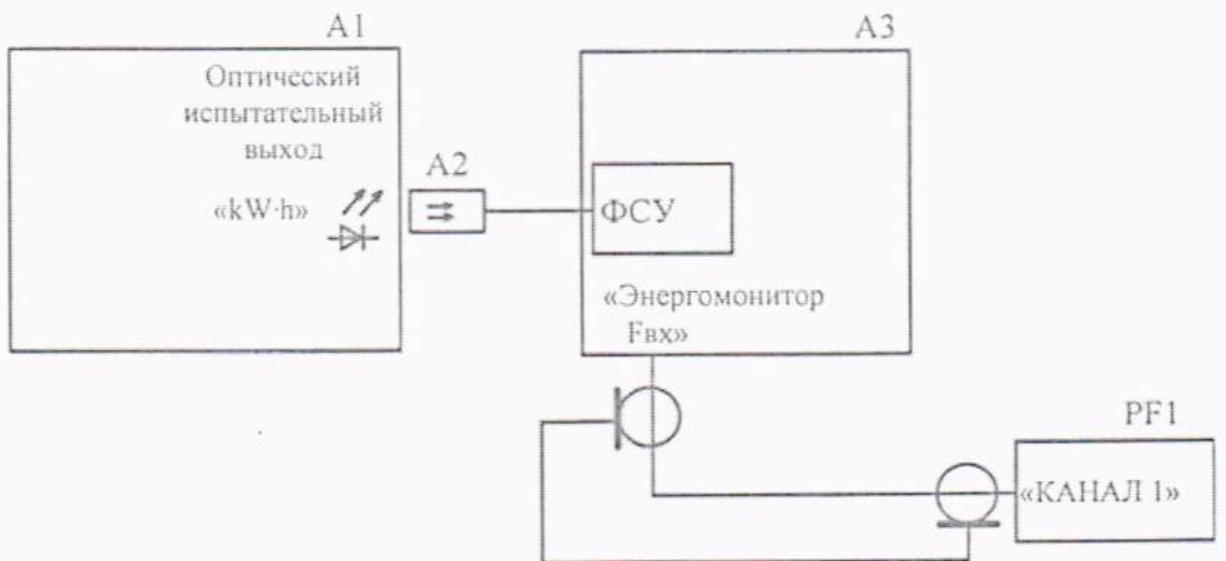 A1
A3
Оптический
испытательный
выход
A2
«kW·h»
ФСУ
«Энергомонитор
Fвх»
PF1
«КАНАЛ 1»